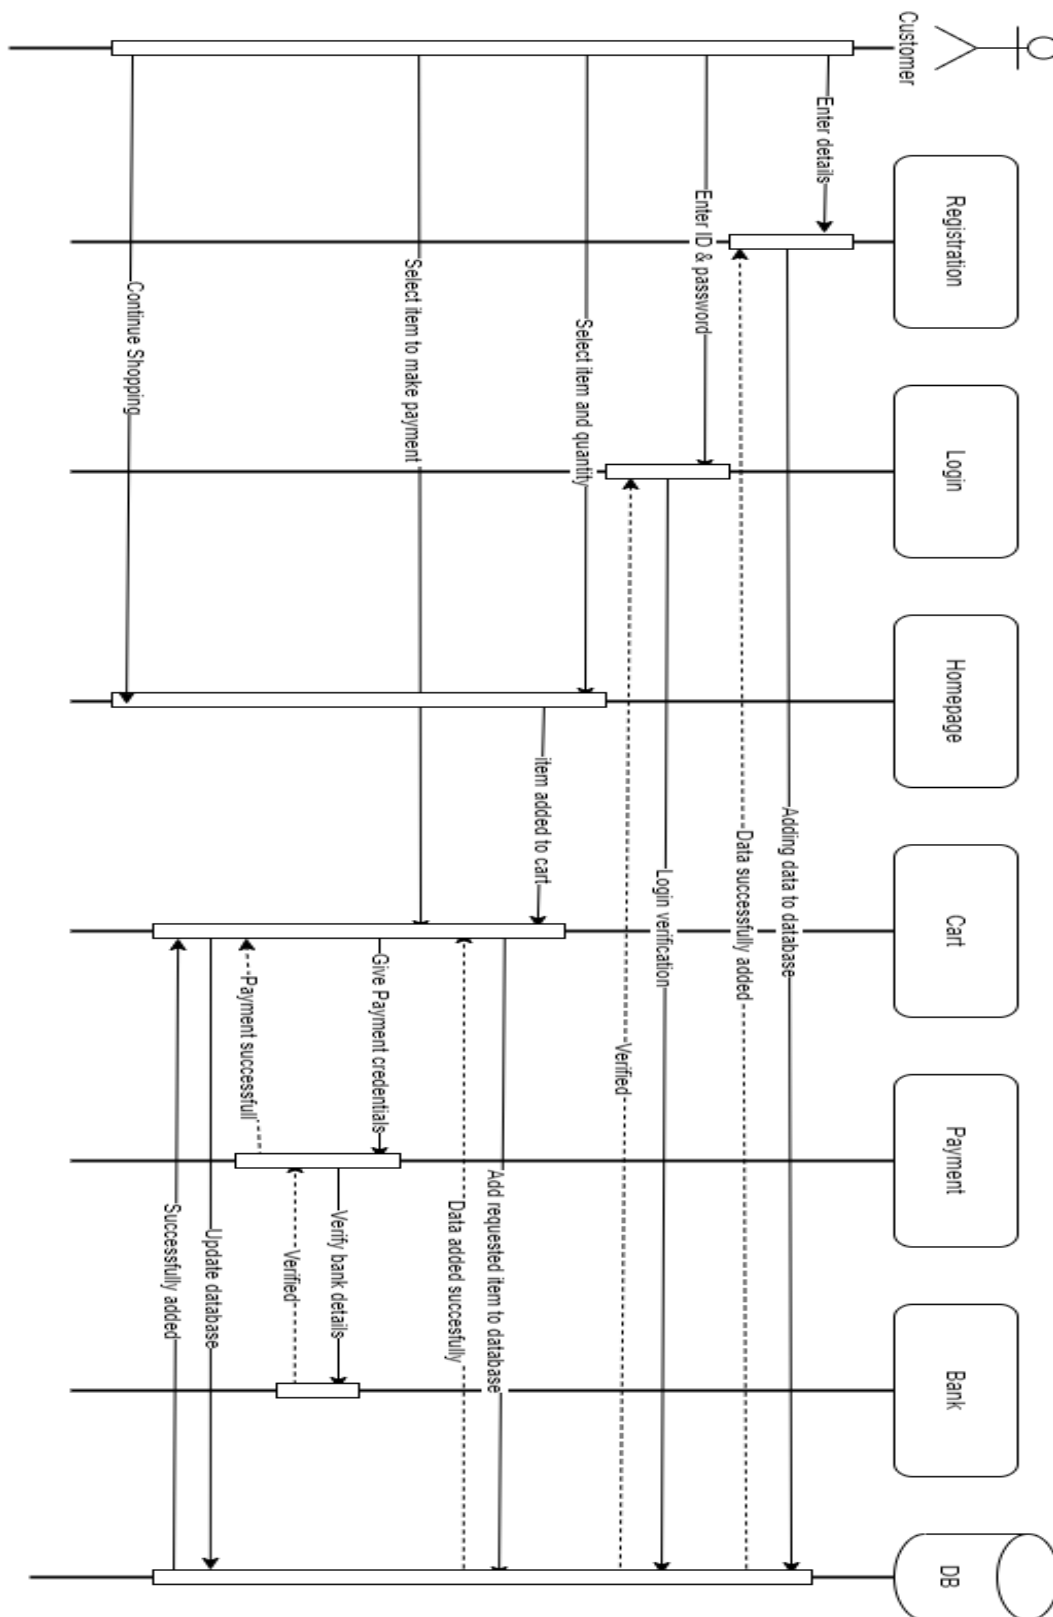 Customer
Registration
Login
Homepage
Cart
Payment
Bank
DB
Enter details
Adding data to database
Data successfully added
Enter ID & password
Login verification
Verified
Select item and quantity
item added to cart
Add requested item to database
Data added succesfully
Select item to make payment
Give Payment credentials
Verify bank details
Verified
Payment successfull
Update database
Successfully added
Continue Shopping